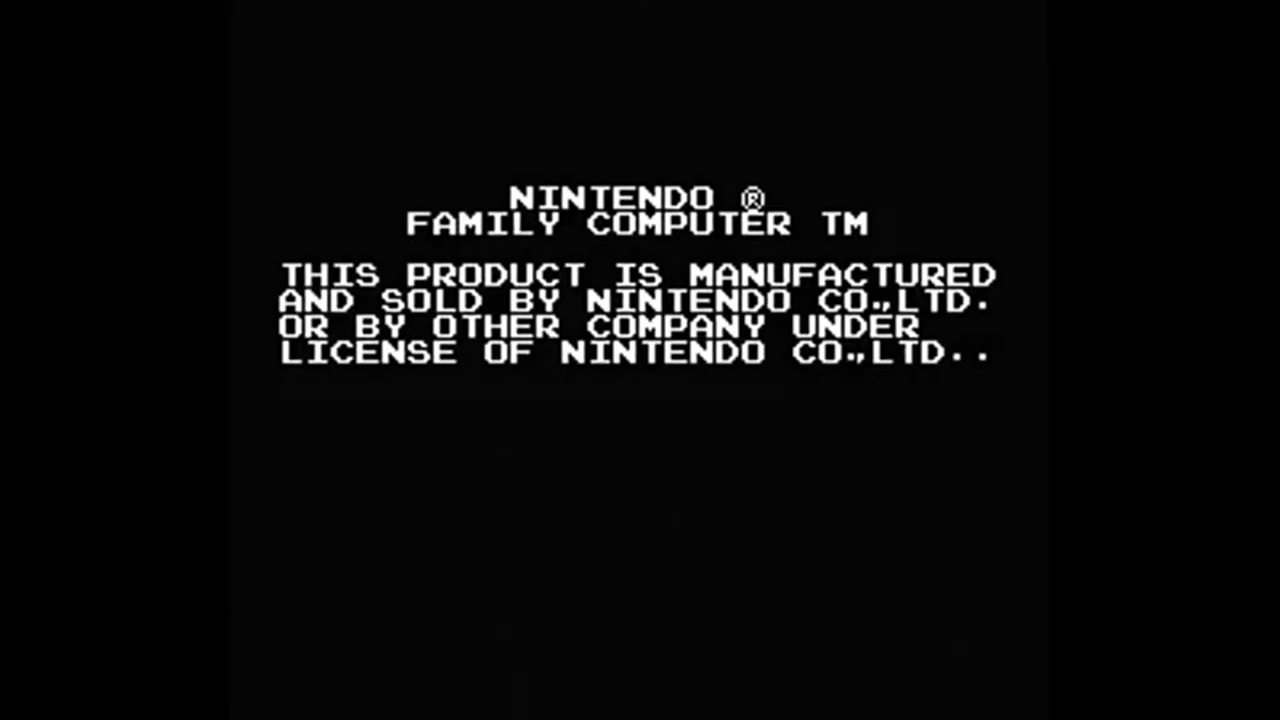 NINTENDO ®
FAMILY COMPUTER TM
THIS PRODUCT IS MANUFACTURED
AND SOLD BY NINTENDO CO.,LTD.
OR BY OTHER COMPANY UNDER
LICENSE OF NINTENDO CO.,LTD..